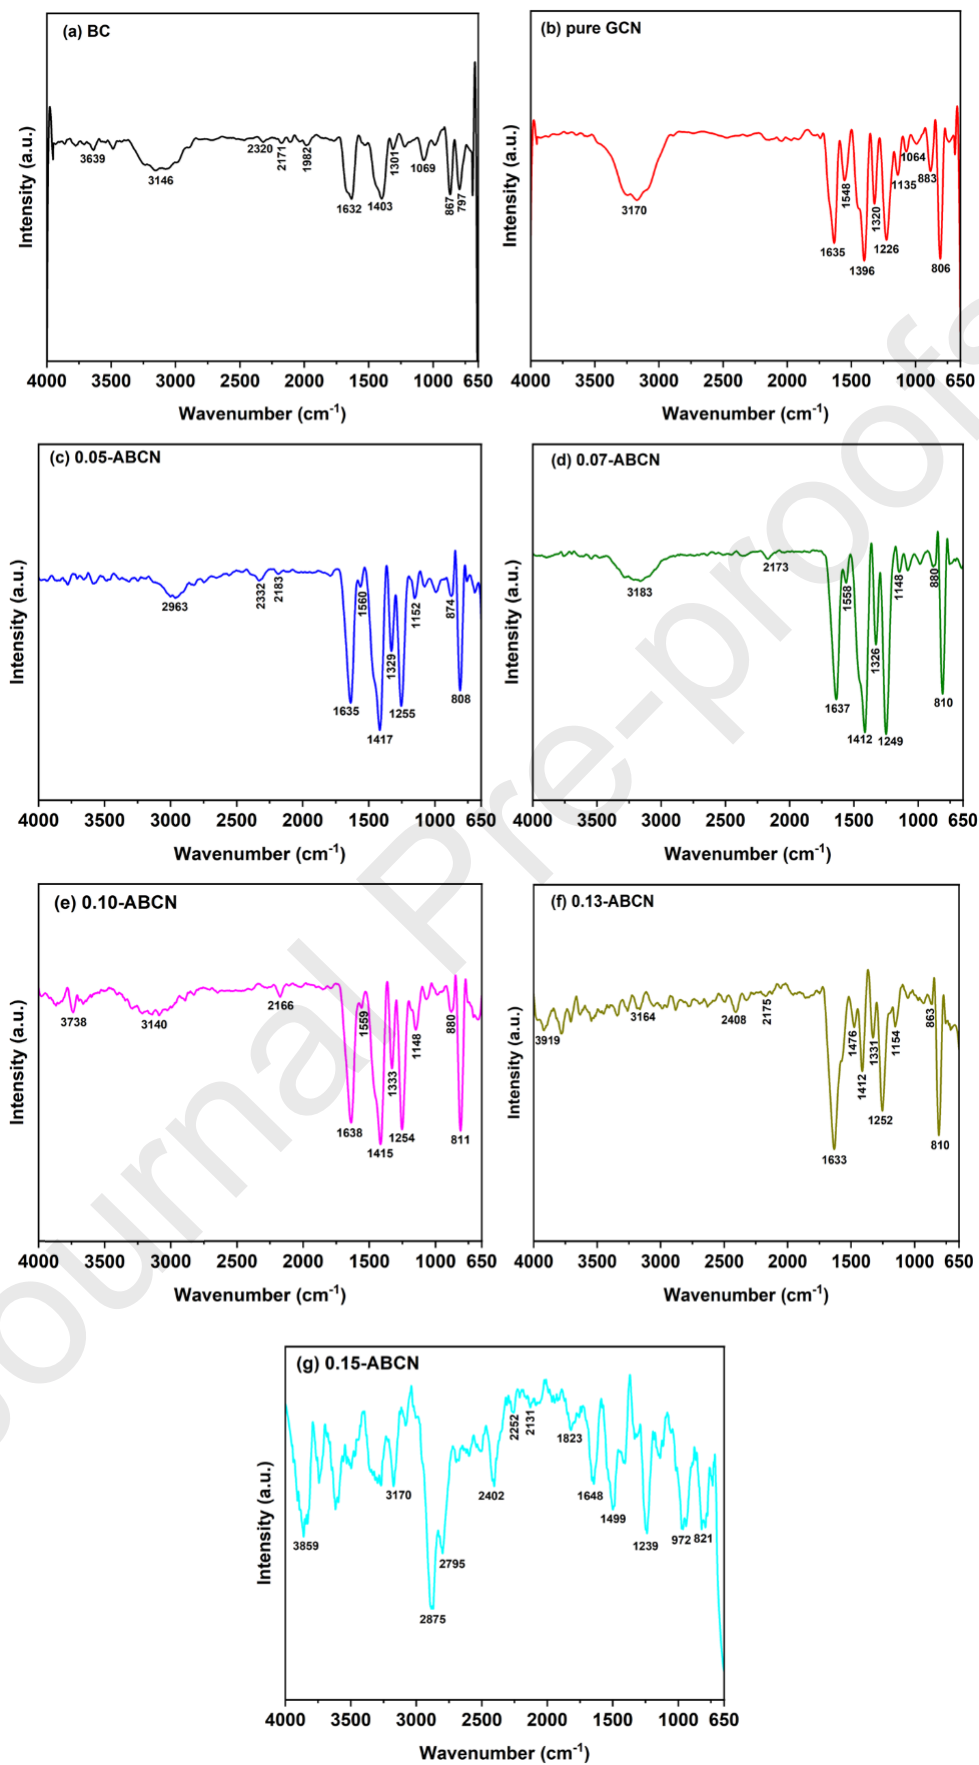 (a) BC
Intensity (a.u.)
3639
3146
2320
2171
1982
1632
1403
1301
1069
867
797
4000 3500 3000 2500 2000 1500 1000 650
Wavenumber (cm-1)
(b) pure GCN
Intensity (a.u.)
3170
1635
1548
1396
1320
1226
1135
1064
883
806
4000 3500 3000 2500 2000 1500 1000 650
Wavenumber (cm-1)
(c) 0.05-ABCN
Intensity (a.u.)
2963
2332
2183
1635
1560
1417
1329
1255
1152
874
808
4000 3500 3000 2500 2000 1500 1000 650
Wavenumber (cm-1)
(d) 0.07-ABCN
Intensity (a.u.)
3183
2173
1637
1558
1412
1326
1249
1148
880
810
4000 3500 3000 2500 2000 1500 1000 650
Wavenumber (cm-1)
(e) 0.10-ABCN
Intensity (a.u.)
3738
3140
2166
1638
1559
1415
1333
1254
1148
880
811
4000 3500 3000 2500 2000 1500 1000 650
Wavenumber (cm-1)
(f) 0.13-ABCN
Intensity (a.u.)
3919
3164
2408
2175
1633
1476
1412
1331
1252
1154
863
810
4000 3500 3000 2500 2000 1500 1000 650
Wavenumber (cm-1)
(g) 0.15-ABCN
Intensity (a.u.)
3859
3170
2875
2795
2402
2252
2131
1823
1648
1499
1239
972
821
4000 3500 3000 2500 2000 1500 1000 650
Wavenumber (cm-1)
Journal Pre-proofs